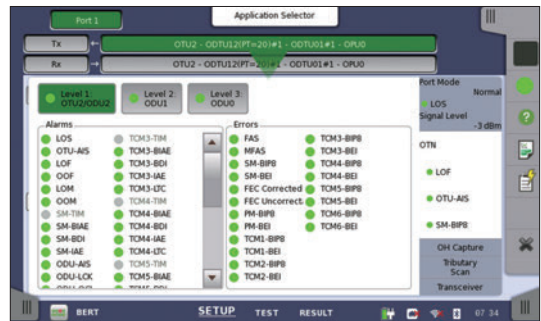 Application Selector
Port 1
Tx
OTU2 - ODTU12(PT=20)#1 - ODTU01#1 - OPU0
Rx
OTU2 - ODTU12(PT=20)#1 - ODTU01#1 - OPU0
Level 1:
OTU2/ODU2
Level 2:
ODU1
Level 3:
ODU0
Alarms
LOS
OTU-AIS
LOF
OOF
LOM
OOM
SM-TIM
SM-BIAE
SM-BDI
SM-IAE
ODU-AIS
ODU-LCK
TCM3-TIM
TCM3-BIAE
TCM3-BDI
TCM3-IAE
TCM3-LTC
TCM4-TIM
TCM4-BIAE
TCM4-BDI
TCM4-IAE
TCM4-LTC
TCM5-TIM
TCM5-BIAE
Errors
FAS
MFAS
SM-BIP8
SM-BEI
FEC Corrected
FEC Uncorrect.
PM-BIP8
PM-BEI
TCM1-BIP8
TCM1-BEI
TCM2-BIP8
TCM2-BEI
TCM3-BIP8
TCM3-BEI
TCM4-BIP8
TCM4-BEI
TCM5-BIP8
TCM5-BEI
TCM6-BIP8
TCM6-BEI
Port Mode
Normal
LOS
Signal Level
-3 dBm
OTN
LOF
OTU-AIS
SM-BIP8
OH Capture
Tributary
Scan
Transceiver
BERT
SETUP
TEST
RESULT
07 34